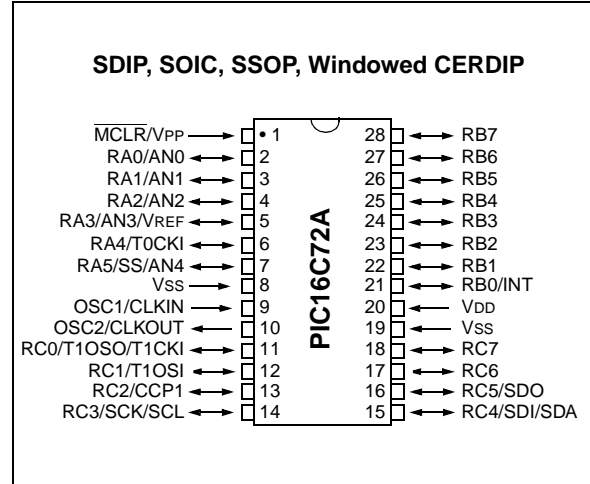 SDIP, SOIC, SSOP, Windowed CERDIP
MCLR/VPP • 1 28 RB7
RA0/AN0 2 27 RB6
RA1/AN1 3 26 RB5
RA2/AN2 4 25 RB4
RA3/AN3/VREF 5 24 RB3
RA4/T0CKI 6 23 RB2
RA5/SS/AN4 7 22 RB1
VSS 8 21 RB0/INT
OSC1/CLKIN 9 20 VDD
OSC2/CLKOUT 10 19 VSS
RC0/T1OSO/T1CKI 11 18 RC7
RC1/T1OSI 12 17 RC6
RC2/CCP1 13 16 RC5/SDO
RC3/SCK/SCL 14 15 RC4/SDI/SDA
PIC16C72A